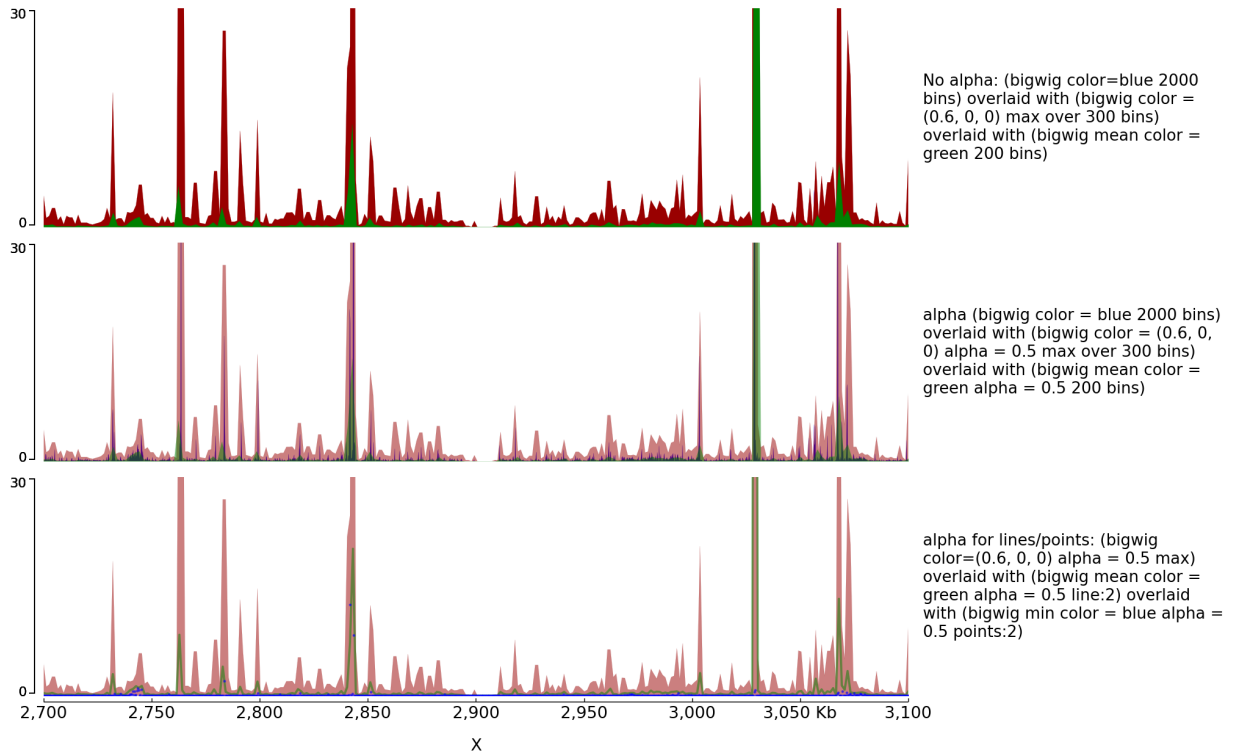 30
0
No alpha: (bigwig color=blue 2000
bins) overlaid with (bigwig color =
(0.6, 0, 0) max over 300 bins)
overlaid with (bigwig mean color =
green 200 bins)
30
0
alpha (bigwig color = blue 2000 bins)
overlaid with (bigwig color = (0.6, 0,
0) alpha = 0.5 max over 300 bins)
overlaid with (bigwig mean color =
green alpha = 0.5 200 bins)
30
0
alpha for lines/points: (bigwig
color=(0.6, 0, 0) alpha = 0.5 max)
overlaid with (bigwig mean color =
green alpha = 0.5 line:2) overlaid
with (bigwig min color = blue alpha =
0.5 points:2)
2,700 2,750 2,800 2,850 2,900 2,950 3,000 3,050 Kb 3,100
X